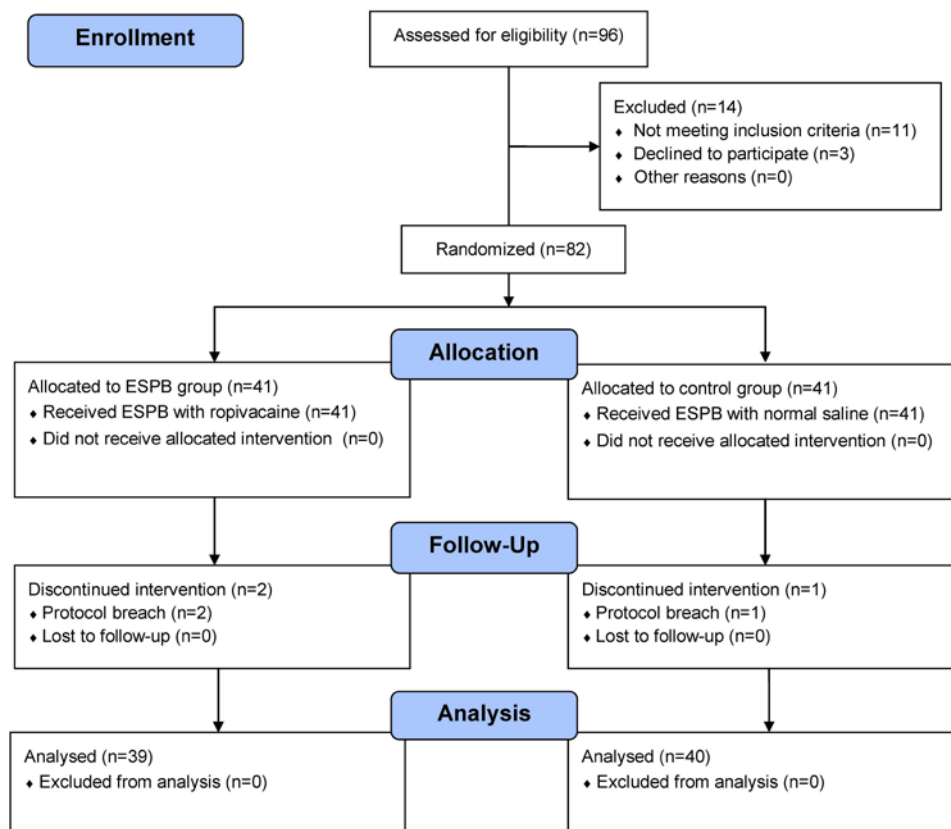 Enrollment
Assessed for eligibility (n=96)
Excluded (n=14)
♦ Not meeting inclusion criteria (n=11)
♦ Declined to participate (n=3)
♦ Other reasons (n=0)
Randomized (n=82)
Allocation
Allocated to ESPB group (n=41)
♦ Received ESPB with ropivacaine (n=41)
♦ Did not receive allocated intervention (n=0)
Allocated to control group (n=41)
♦ Received ESPB with normal saline (n=41)
♦ Did not receive allocated intervention (n=0)
Follow-Up
Discontinued intervention (n=2)
♦ Protocol breach (n=2)
♦ Lost to follow-up (n=0)
Discontinued intervention (n=1)
♦ Protocol breach (n=1)
♦ Lost to follow-up (n=0)
Analysis
Analysed (n=39)
♦ Excluded from analysis (n=0)
Analysed (n=40)
♦ Excluded from analysis (n=0)